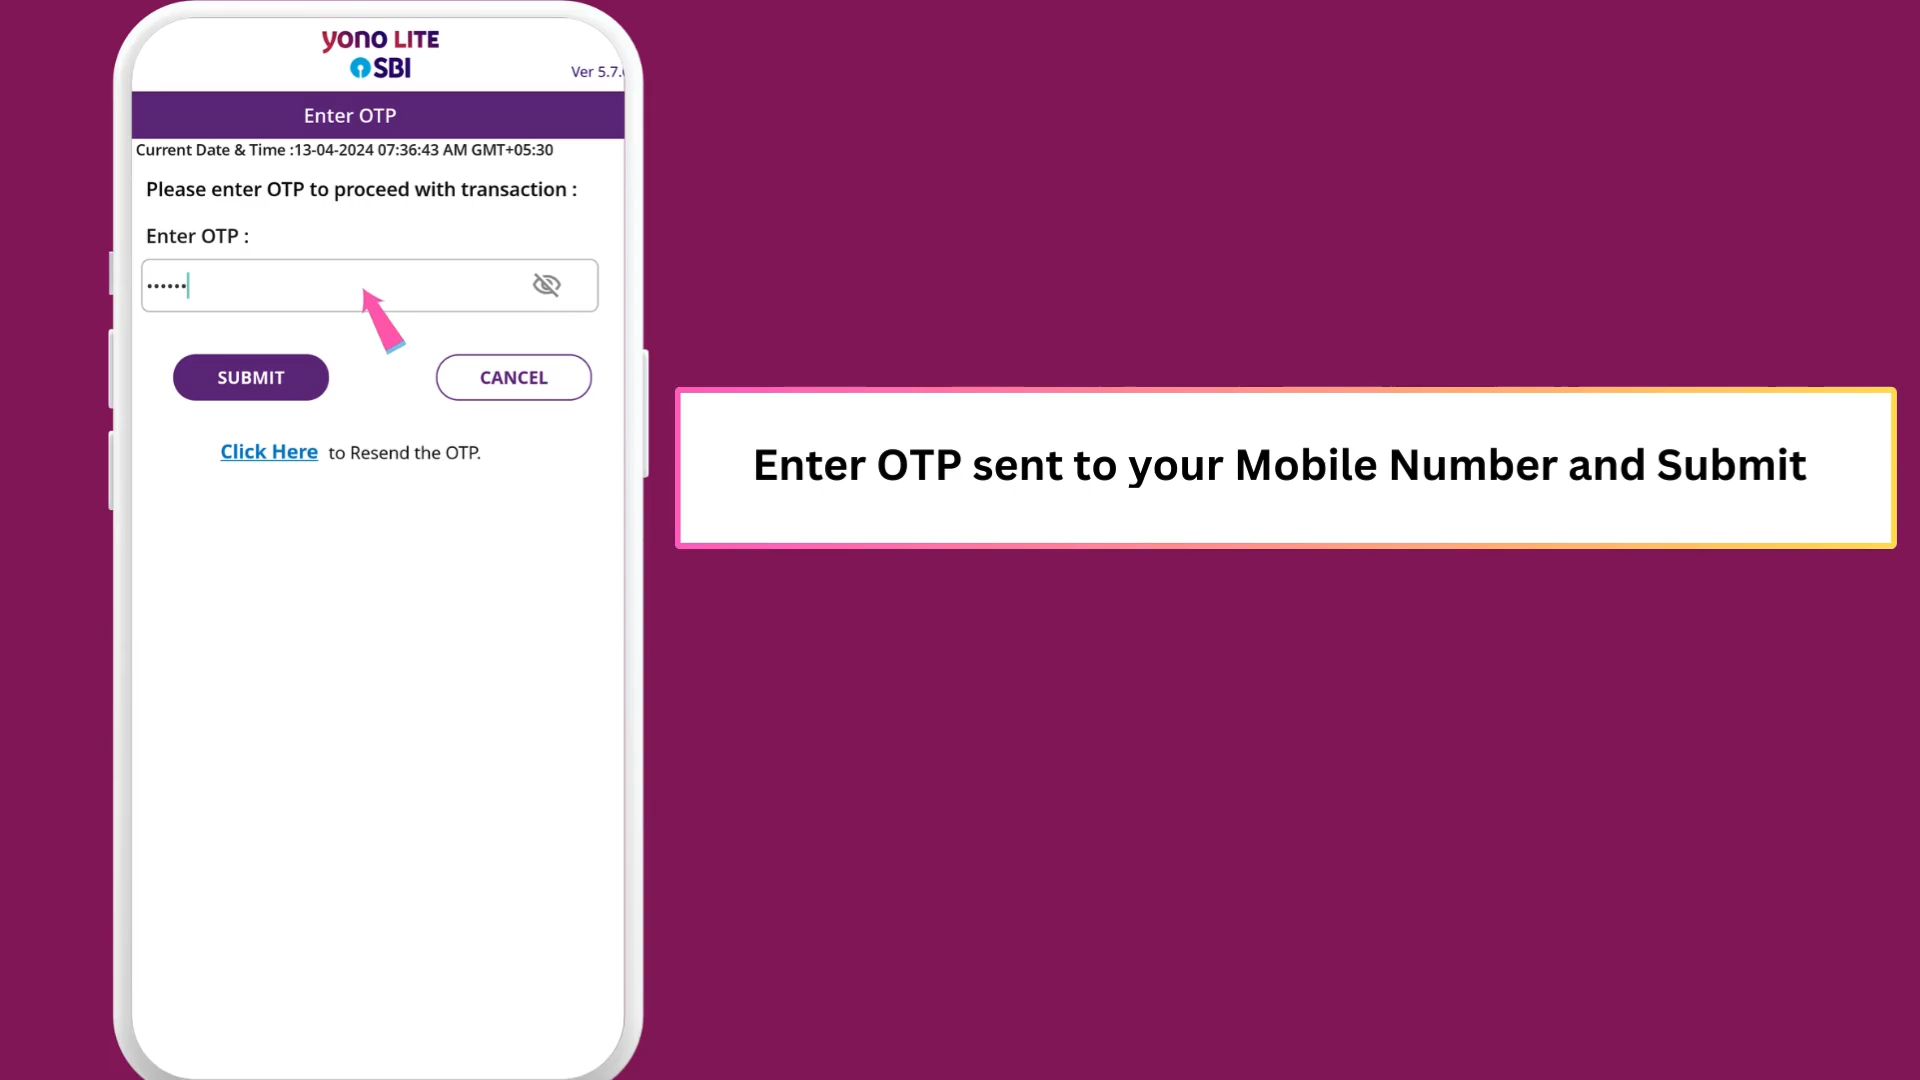 yono LITE
SBI
Ver 5.7.
Enter OTP
Current Date & Time :13-04-2024 07:36:43 AM GMT+05:30
Please enter OTP to proceed with transaction :
Enter OTP :
••••••
SUBMIT
CANCEL
Click Here to Resend the OTP.
Enter OTP sent to your Mobile Number and Submit